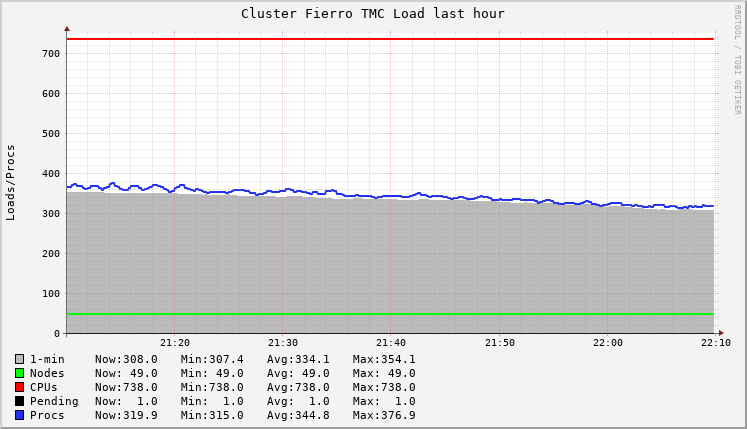 Cluster Fierro TMC Load last hour
RRDTOOL / TOBI OETIKER
Loads/Procs
700
600
500
400
300
200
100
0
21:20 21:30 21:40 21:50 22:00 22:10
1-min Now:308.0 Min:307.4 Avg:334.1 Max:354.1
Nodes Now: 49.0 Min: 49.0 Avg: 49.0 Max: 49.0
CPUs Now:738.0 Min:738.0 Avg:738.0 Max:738.0
Pending Now: 1.0 Min: 1.0 Avg: 1.0 Max: 1.0
Procs Now:319.9 Min:315.0 Avg:344.8 Max:376.9